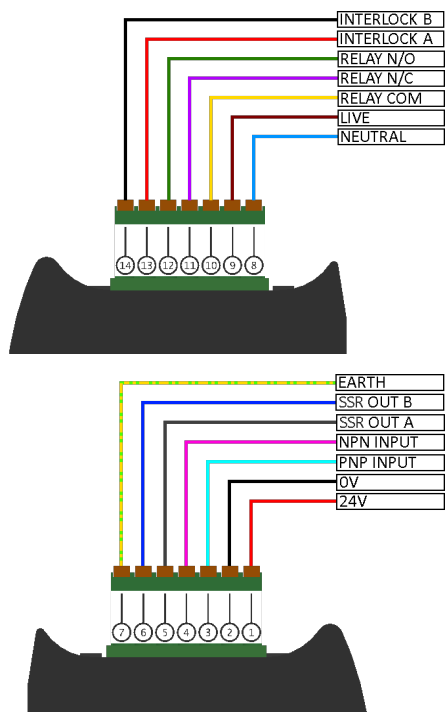 INTERLOCK B
INTERLOCK A
RELAY N/O
RELAY N/C
RELAY COM
LIVE
NEUTRAL
14 13 12 11 10 9 8
EARTH
SSR OUT B
SSR OUT A
NPN INPUT
PNP INPUT
0V
24V
7 6 5 4 3 2 1